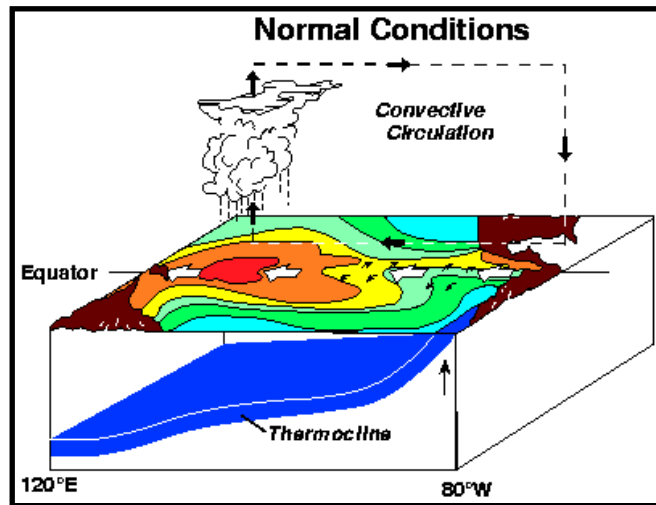 Normal Conditions
Convective
Circulation
Equator
Thermocline
120°E
80°W